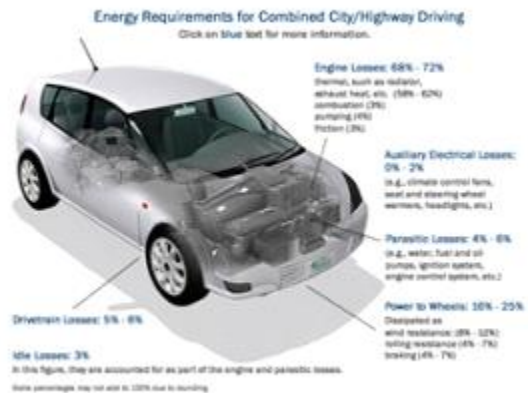 Energy Requirements for Combined City/Highway Driving
Click on blue text for more information.
Engine Losses: 68% - 72%
thermal, such as radiator,
exhaust heat, etc. (58% - 62%)
combustion (3%)
pumping (4%)
friction (3%)
Auxiliary Electrical Losses:
0% - 2%
(e.g., climate control fans,
seat and steering wheel
warmers, headlights, etc.)
Parasitic Losses: 4% - 6%
(e.g., water, fuel and oil
pumps, ignition system,
engine control system, etc.)
Power to Wheels: 16% - 25%
Dissipated as
wind resistance: (8% - 12%)
rolling resistance (4% - 7%)
braking (4% - 7%)
Drivetrain Losses: 5% - 6%
Idle Losses: 3%
In this figure, they are accounted for as part of the engine and parasitic losses.
percentages may not add to 100% due to rounding